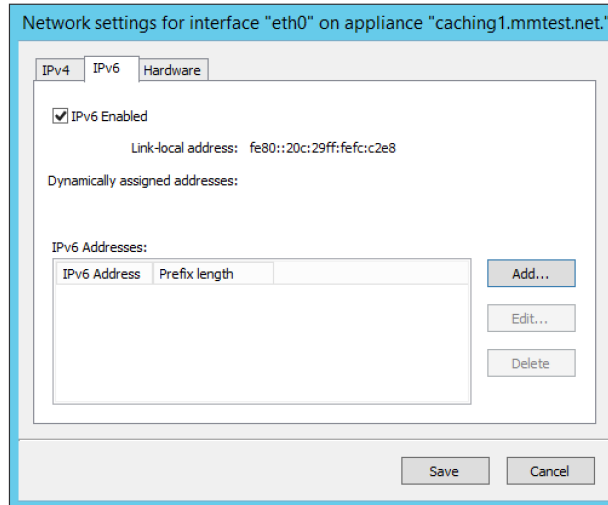 Network settings for interface "eth0" on appliance "caching1.mmtest.net."
IPv4 IPv6 Hardware
IPv6 Enabled
Link-local address: fe80::20c:29ff:fefc:c2e8
Dynamically assigned addresses:
IPv6 Addresses:
IPv6 Address Prefix length
Add...
Edit...
Delete
Save Cancel